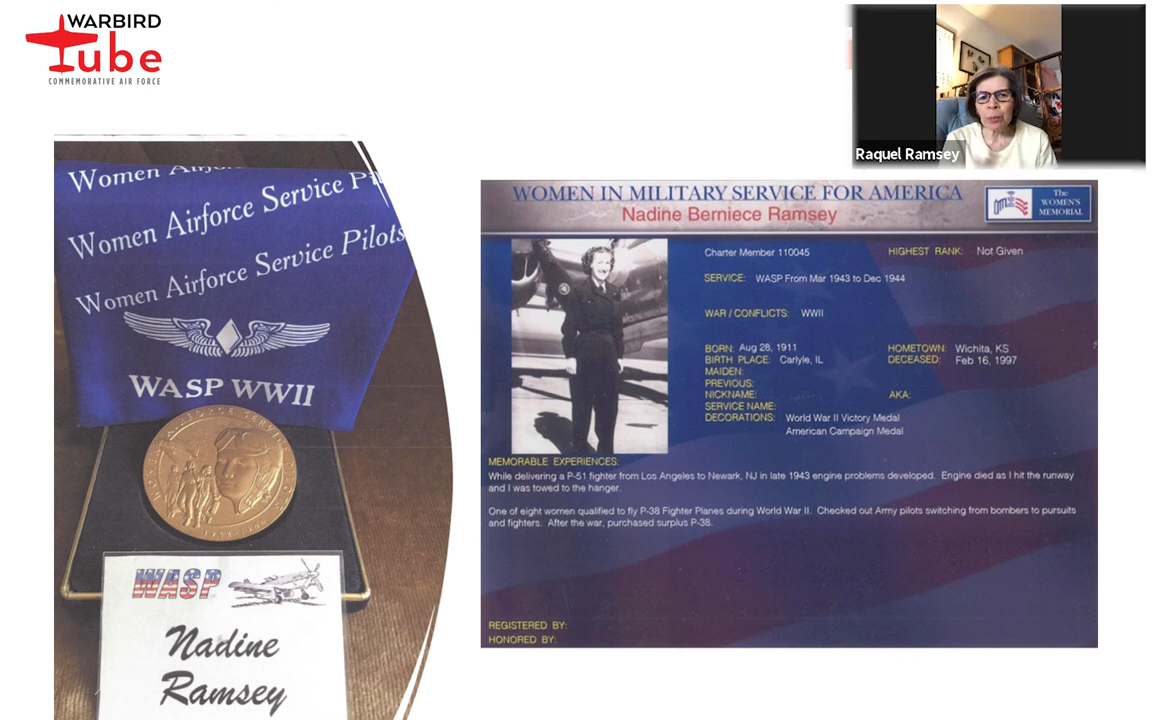 WARBIRD
Tube
COMMEMORATIVE AIR FORCE
Raquel Ramsey
Women
Women Airforce Service
Women Airforce Service Pilots
Women Airforce Service Pilots
WASP WWII
WASP
Nadine
Ramsey
WOMEN IN MILITARY SERVICE FOR AMERICA
Nadine Berniece Ramsey
The
WOMEN'S
MEMORIAL
Charter Member 110045
HIGHEST RANK: Not Given
SERVICE: WASP From Mar 1943 to Dec 1944
WAR / CONFLICTS: WWII
BORN: Aug 28, 1911
HOMETOWN: Wichita, KS
BIRTH PLACE: Carlyle, IL
DECEASED: Feb 16, 1997
MAIDEN:
PREVIOUS:
NICKNAME:
AKA:
SERVICE NAME:
DECORATIONS: World War II Victory Medal
American Campaign Medal
MEMORABLE EXPERIENCES:
While delivering a P-51 fighter from Los Angeles to Newark, NJ in late 1943 engine problems developed. Engine died as I hit the runway
and I was towed to the hanger.
One of eight women qualified to fly P-38 Fighter Planes during World War II. Checked out Army pilots switching from bombers to pursuits
and fighters. After the war, purchased surplus P-38.
REGISTERED BY:
HONORED BY: